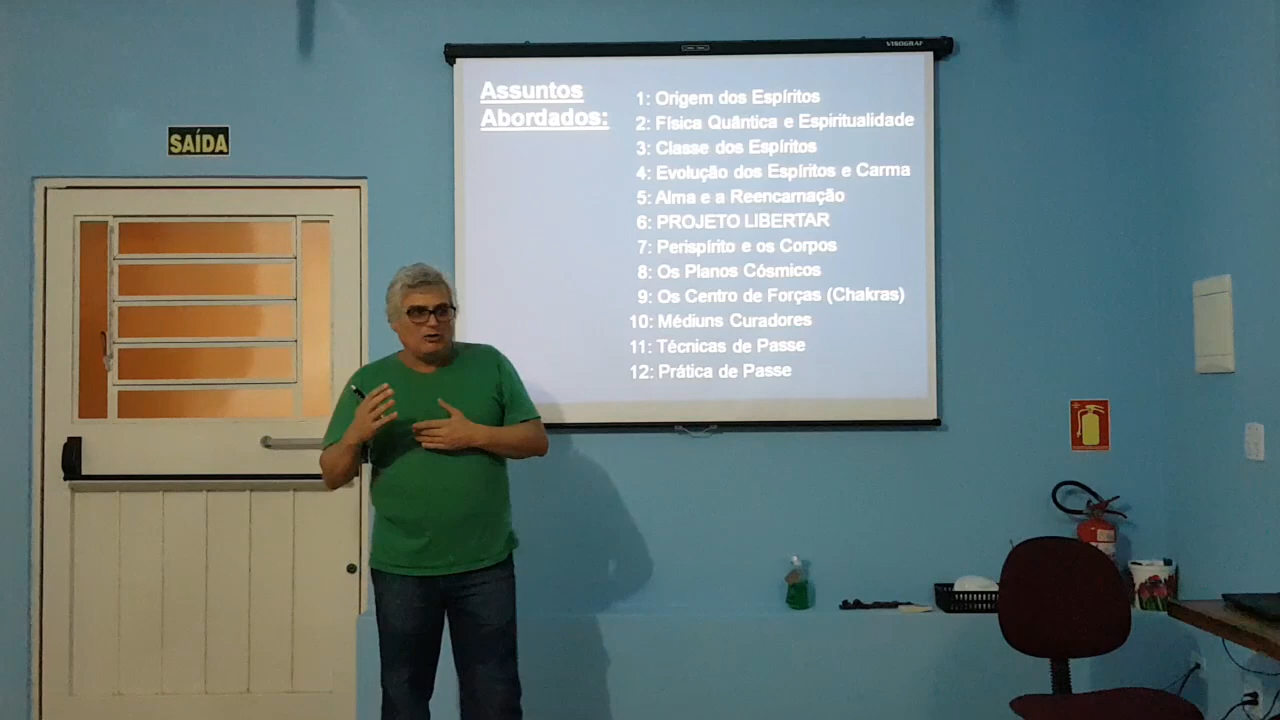 VISOGRAF
Assuntos
Abordados:
1: Origem dos Espíritos
2: Física Quântica e Espiritualidade
3: Classe dos Espíritos
4: Evolução dos Espíritos e Carma
5: Alma e a Reencarnação
6: PROJETO LIBERTAR
7: Perispírito e os Corpos
8: Os Planos Cósmicos
9: Os Centro de Forças (Chakras)
10: Médiuns Curadores
11: Técnicas de Passe
12: Prática de Passe
SAÍDA